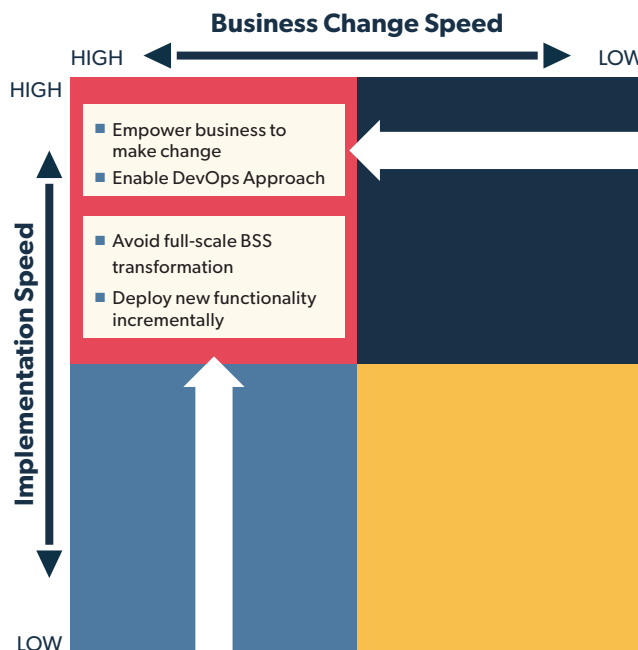 Business Change Speed
HIGH
LOW
HIGH
Empower business to
make change
Enable DevOps Approach
Avoid full-scale BSS
transformation
Deploy new functionality
incrementally
Implementation Speed
LOW